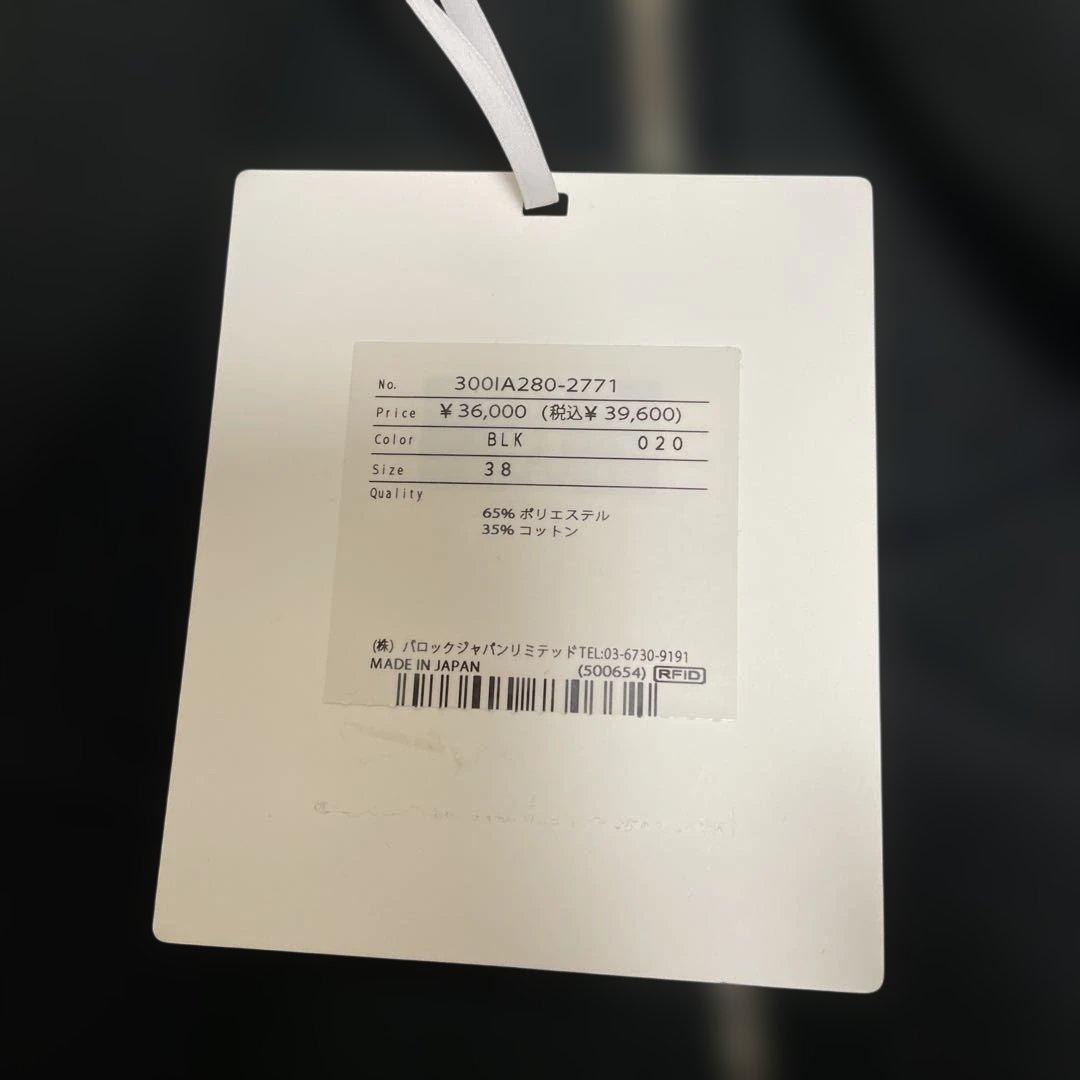 No. 300IA280-2771
Price ¥36,000 (税込¥39,600)
Color BLK 020
Size 38
Quality
65% ポリエステル
35% コットン
(株) バロックジャパンリミテッドTEL:03-6730-9191
MADE IN JAPAN (500654) RFID